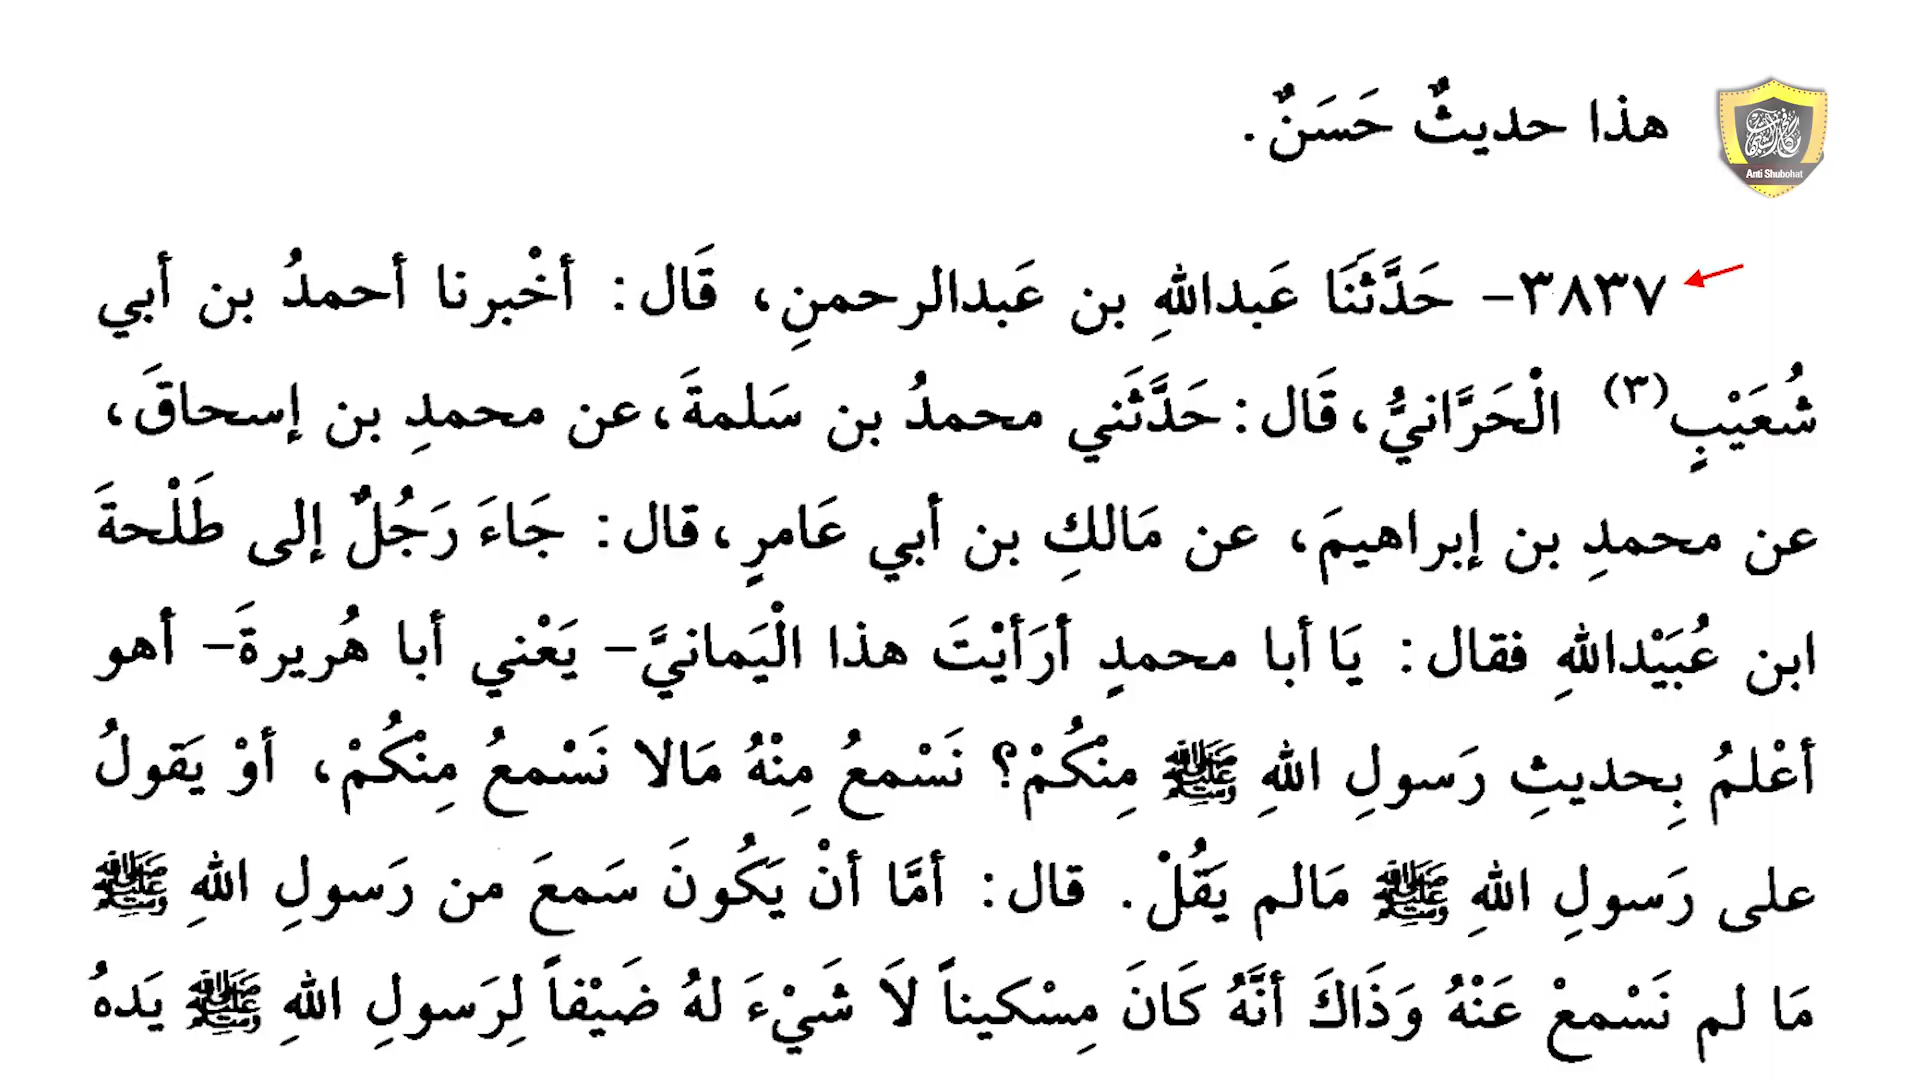 هذا حديثٌ حَسَنٌ.
Anti Shubohat
٣٨٣٧- حَدَّثَنَا عَبداللهِ بن عَبدالرحمنِ، قَال: أخْبرنا أحمدُ بن أبي
شُعَيْبٍ(٣) الْحَرَّانيُّ، قَال: حَدَّثَني محمدُ بن سَلمةَ، عن محمدِ بن إسحاقَ،
عن محمدِ بن إبراهيمَ، عن مَالكِ بن أبي عَامرٍ، قال: جَاءَ رَجُلٌ إلى طَلْحةَ
ابن عُبَيْداللهِ فقال: يَا أبا محمدٍ أرَأيْتَ هذا الْيَمانيَّ- يَعْني أبا هُريرةَ- أهو
أعْلمُ بِحديثِ رَسولِ اللهِ ﷺ مِنْكُمْ؟ نَسْمعُ مِنْهُ مَالا نَسْمعُ مِنْكُمْ، أوْ يَقولُ
على رَسولِ اللهِ ﷺ مَالم يَقُلْ. قال: أمَّا أنْ يَكُونَ سَمعَ من رَسولِ اللهِ ﷺ
مَا لم نَسْمعْ عَنْهُ وَذَاكَ أنَّهُ كَانَ مِسْكيناً لاَ شَيْءَ لهُ ضَيْفاً لِرَسولِ اللهِ ﷺ يَدهُ